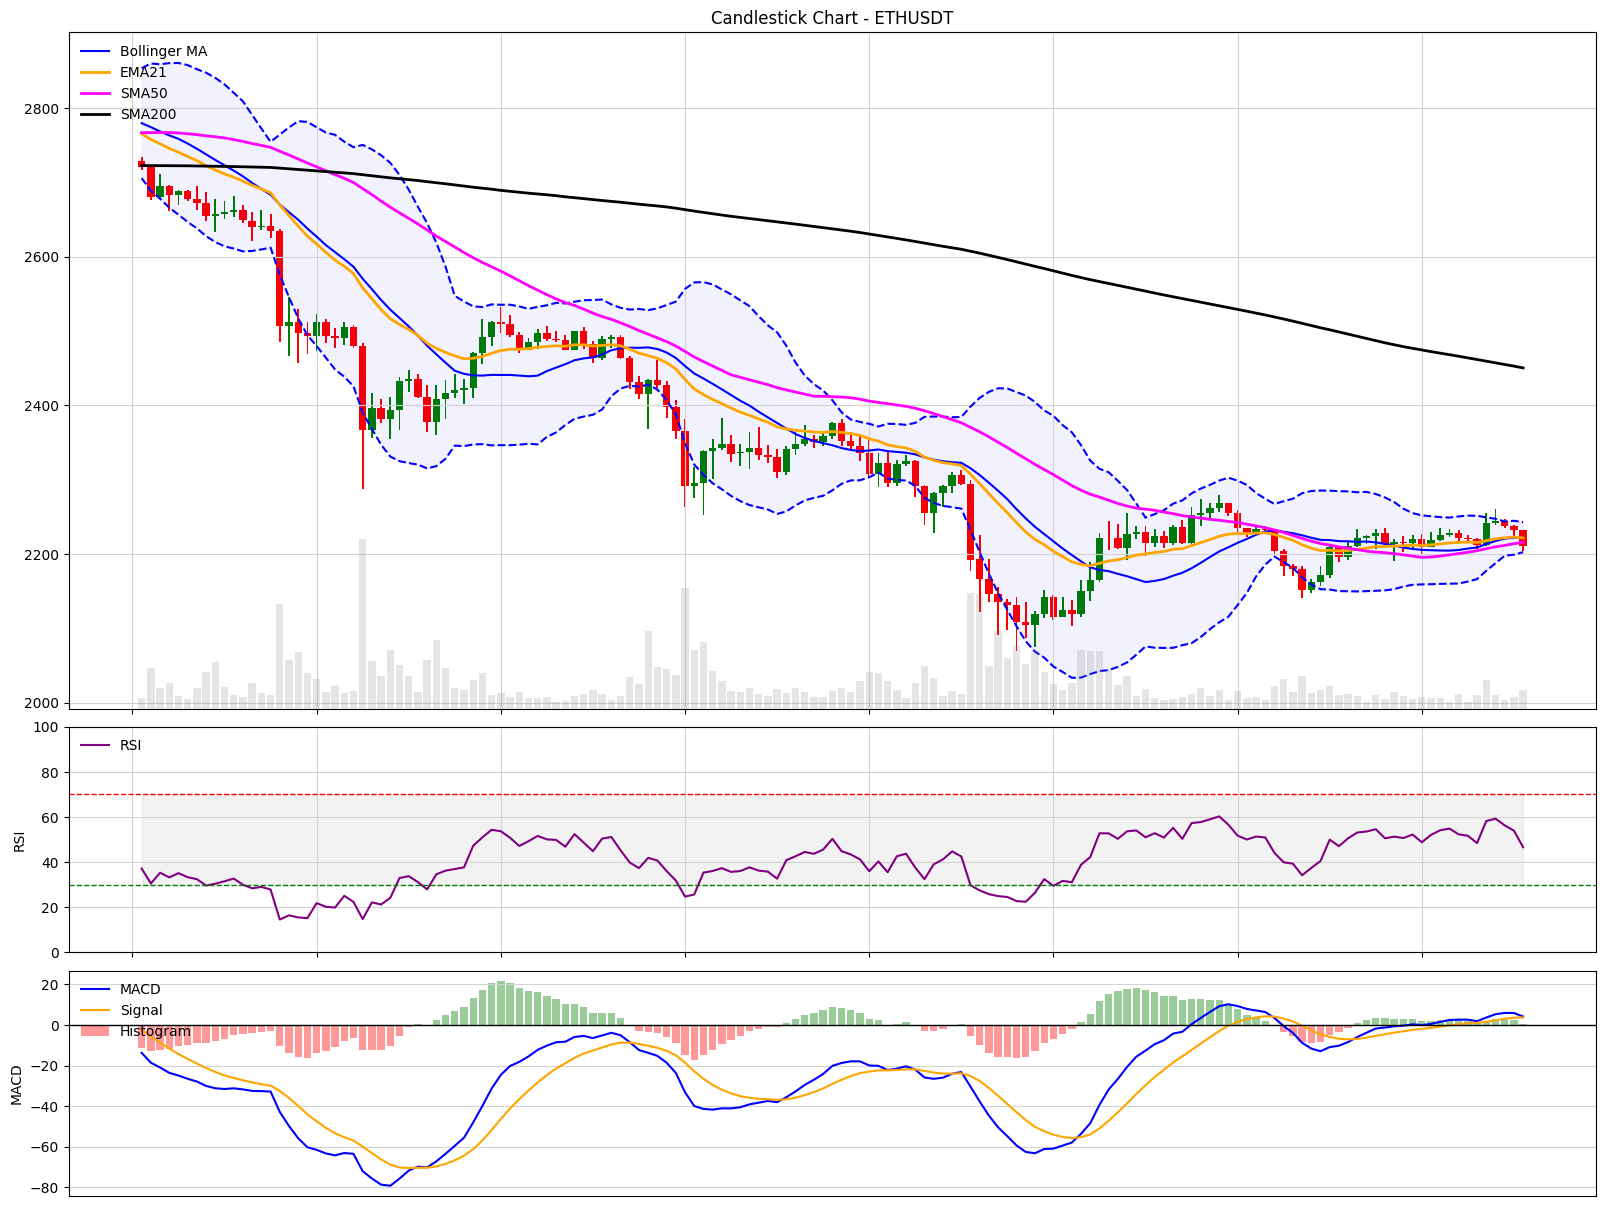 Candlestick Chart - ETHUSDT
Bollinger MA
EMA21
SMA50
SMA200
2800
2600
2400
2200
2000
100
80
60
40
20
0
RSI
RSI
20
0
−20
−40
−60
−80
MACD
MACD
Signal
Histogram